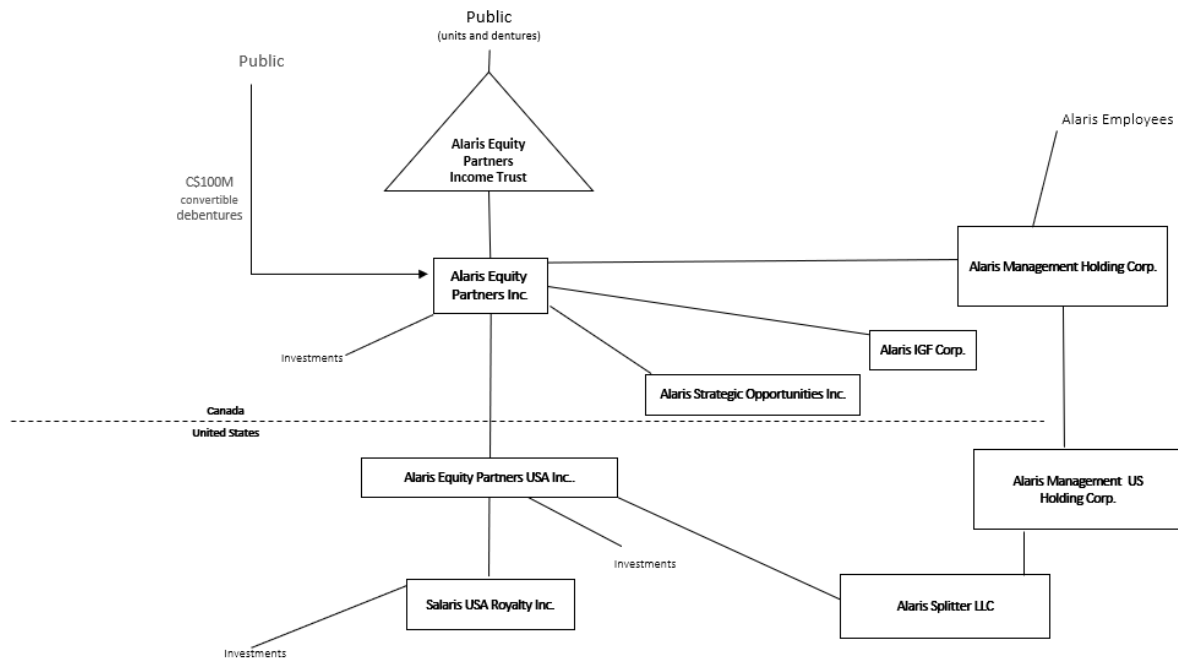 Public
(units and dentures)
Public
Alaris Equity
Partners
Income Trust
Alaris Employees
C$100M
convertible
debentures
Alaris Equity
Partners Inc.
Alaris Management Holding Corp.
Investments
Alaris IGF Corp.
Alaris Strategic Opportunities Inc.
Canada
United States
Alaris Equity Partners USA Inc..
Alaris Management US
Holding Corp.
Investments
Salaris USA Royalty Inc.
Alaris Splitter LLC
Investments